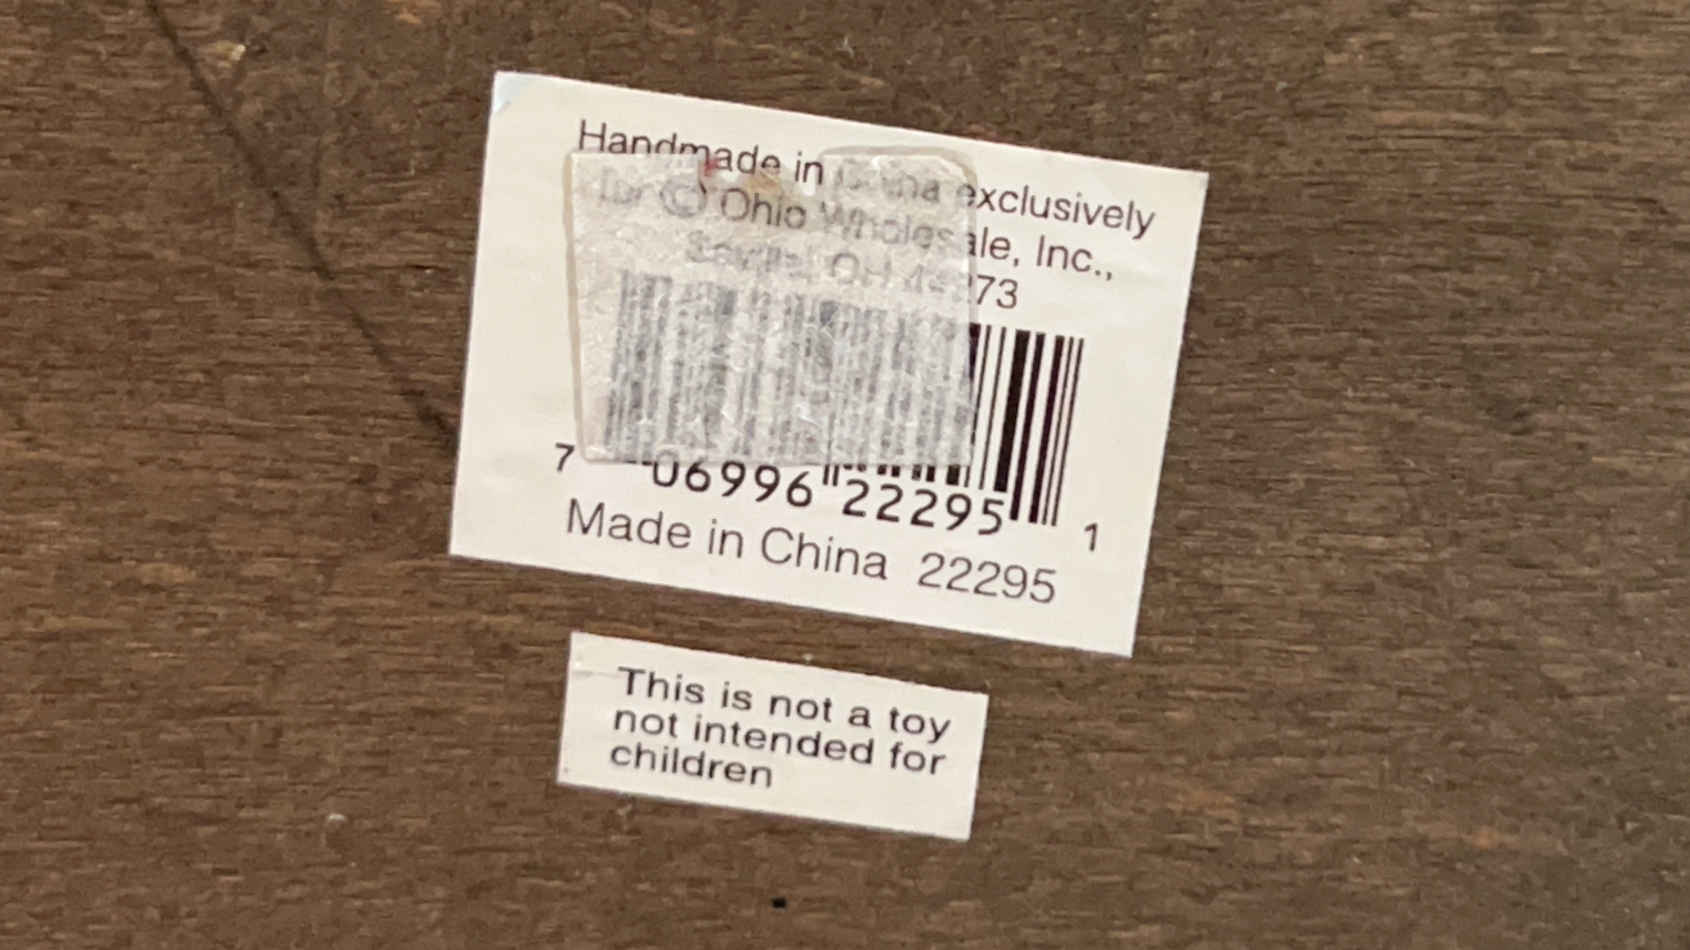 Handmade in China exclusively
for (C) Ohio Wholesale, Inc.,
Seville, OH 44273
7 06996 22295 1
Made in China 22295
This is not a toy
not intended for
children